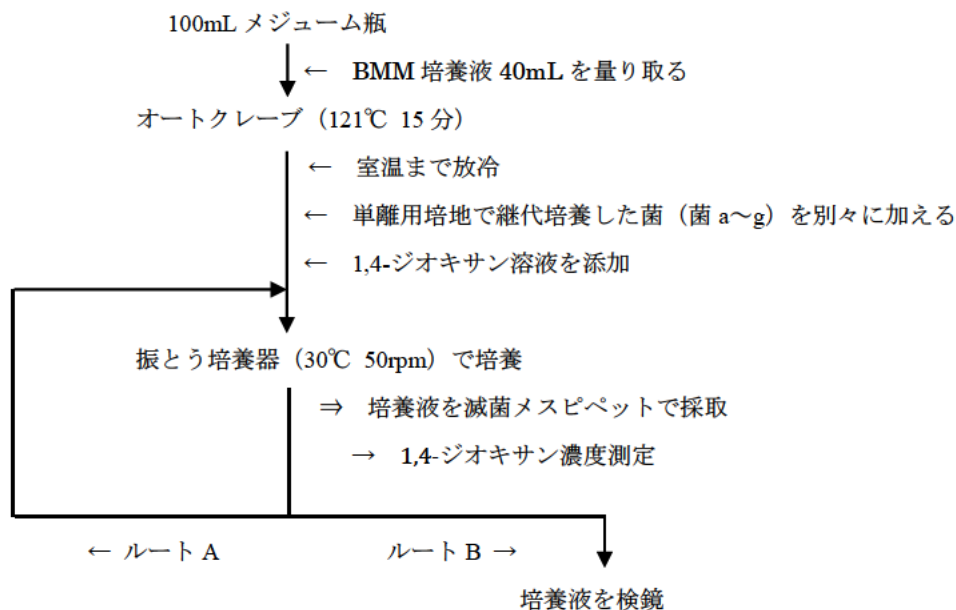 100mL メジューム瓶
← BMM 培養液 40mL を量り取る
オートクレーブ（121℃ 15 分）
← 室温まで放冷
← 単離用培地で継代培養した菌（菌 a～g）を別々に加える
← 1,4-ジオキサン溶液を添加
振とう培養器（30℃ 50rpm）で培養
⇒ 培養液を滅菌メスピペットで採取
→ 1,4-ジオキサン濃度測定
← ルート A ルート B →
培養液を検鏡